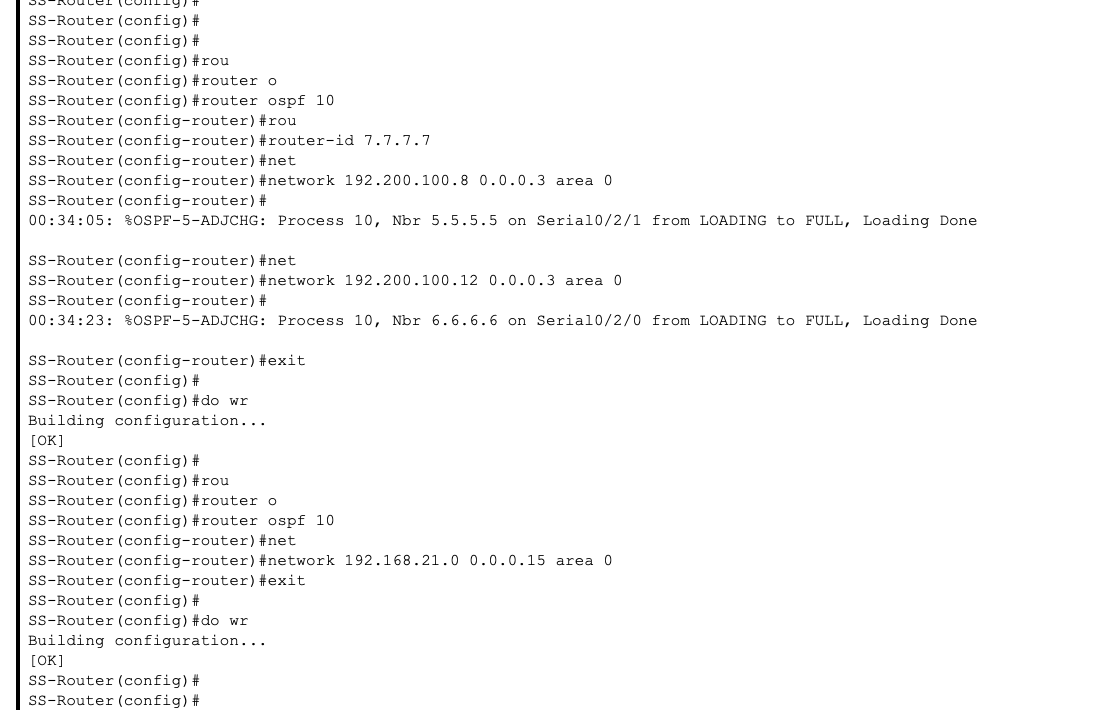 SS-Router(config)#
SS-Router(config)#
SS-Router(config)#
SS-Router(config)#rou
SS-Router(config)#router o
SS-Router(config)#router ospf 10
SS-Router(config-router)#rou
SS-Router(config-router)#router-id 7.7.7.7
SS-Router(config-router)#net
SS-Router(config-router)#network 192.200.100.8 0.0.0.3 area 0
SS-Router(config-router)#
00:34:05: %OSPF-5-ADJCHG: Process 10, Nbr 5.5.5.5 on Serial0/2/1 from LOADING to FULL, Loading Done
SS-Router(config-router)#net
SS-Router(config-router)#network 192.200.100.12 0.0.0.3 area 0
SS-Router(config-router)#
00:34:23: %OSPF-5-ADJCHG: Process 10, Nbr 6.6.6.6 on Serial0/2/0 from LOADING to FULL, Loading Done
SS-Router(config-router)#exit
SS-Router(config)#
SS-Router(config)#do wr
Building configuration...
[OK]
SS-Router(config)#
SS-Router(config)#rou
SS-Router(config)#router o
SS-Router(config)#router ospf 10
SS-Router(config-router)#net
SS-Router(config-router)#network 192.168.21.0 0.0.0.15 area 0
SS-Router(config-router)#exit
SS-Router(config)#
SS-Router(config)#do wr
Building configuration...
[OK]
SS-Router(config)#
SS-Router(config)#